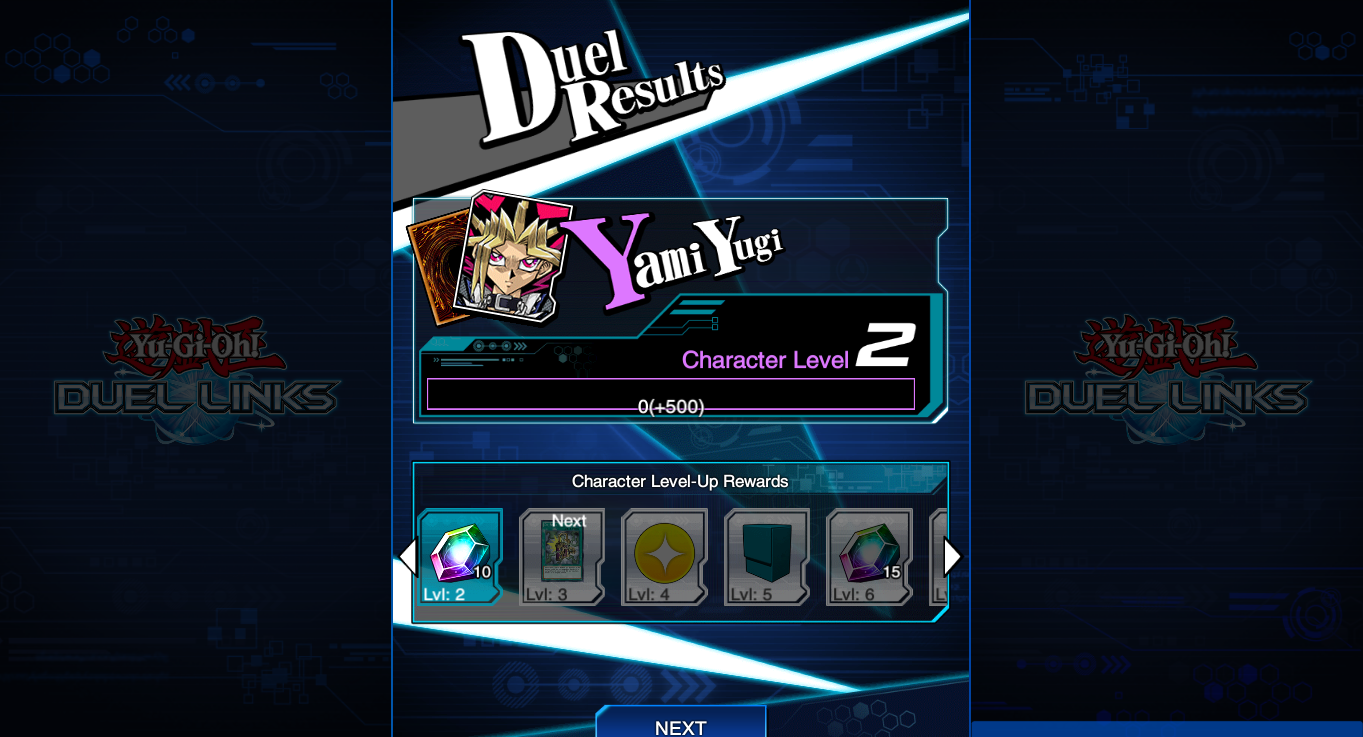 Duel
Results
Yami Yugi
Character Level 2
0(+500)
Character Level-Up Rewards
Next
10
15
Lvl: 2
Lvl: 3
Lvl: 4
Lvl: 5
Lvl: 6
NEXT
Yu-Gi-Oh!
DUEL LINKS
Yu-Gi-Oh!
DUEL LINKS